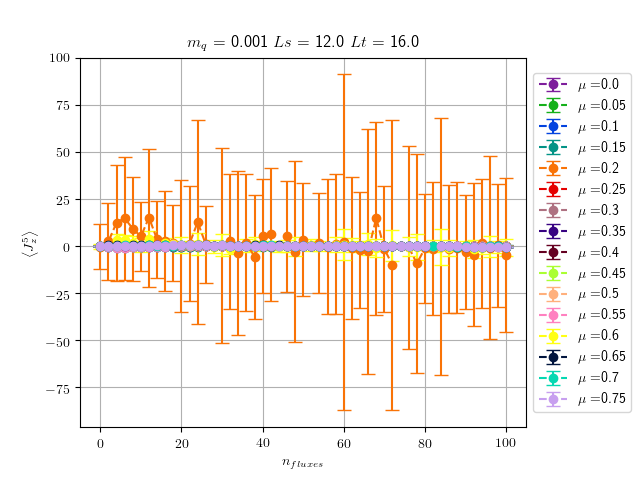 m_q = 0.001 Ls = 12.0 Lt = 16.0
100
75
50
25
0
−25
−50
−75
⟨J_z^5⟩
0 20 40 60 80 100
n_fluxes
μ =0.0
μ =0.05
μ =0.1
μ =0.15
μ =0.2
μ =0.25
μ =0.3
μ =0.35
μ =0.4
μ =0.45
μ =0.5
μ =0.55
μ =0.6
μ =0.65
μ =0.7
μ =0.75